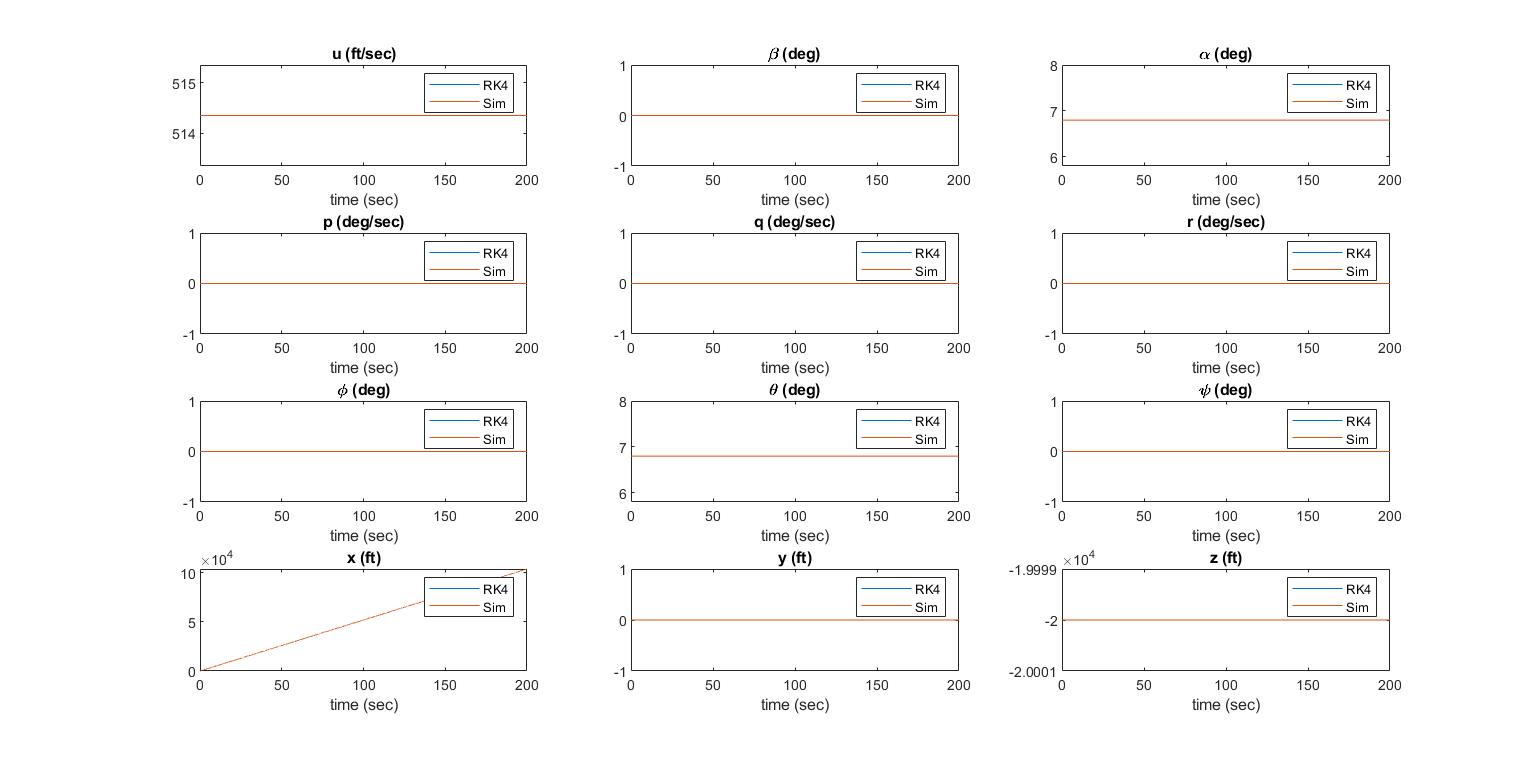 u (ft/sec)
515
514
RK4
Sim
0 50 100 150 200
time (sec)
β (deg)
1
0
-1
RK4
Sim
0 50 100 150 200
time (sec)
α (deg)
8
7
6
RK4
Sim
0 50 100 150 200
time (sec)
p (deg/sec)
1
0
-1
RK4
Sim
0 50 100 150 200
time (sec)
q (deg/sec)
1
0
-1
RK4
Sim
0 50 100 150 200
time (sec)
r (deg/sec)
1
0
-1
RK4
Sim
0 50 100 150 200
time (sec)
ϕ (deg)
1
0
-1
RK4
Sim
0 50 100 150 200
time (sec)
θ (deg)
8
7
6
RK4
Sim
0 50 100 150 200
time (sec)
ψ (deg)
1
0
-1
RK4
Sim
0 50 100 150 200
time (sec)
x (ft)
×10⁴
10
5
0
RK4
Sim
0 50 100 150 200
time (sec)
y (ft)
1
0
-1
RK4
Sim
0 50 100 150 200
time (sec)
z (ft)
×10⁴
-1.9999
-2
-2.0001
RK4
Sim
0 50 100 150 200
time (sec)